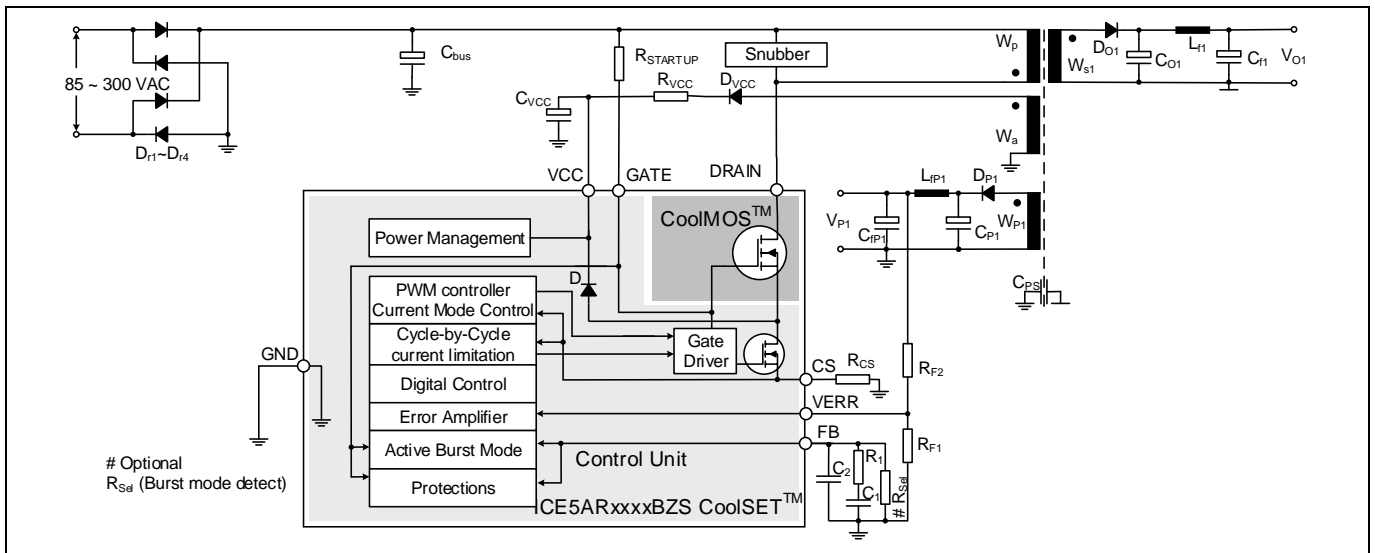 85 ~ 300 VAC
Dr1~Dr4
Cbus
RSTARTUP
Snubber
Wp
Ws1
DO1
CO1
Lf1
Cf1
VO1
CVCC
RVCC
DVCC
Wa
VCC
GATE
DRAIN
CoolMOS™
Power Management
D
PWM controller
Current Mode Control
Cycle-by-Cycle
current limitation
Digital Control
Error Amplifier
Active Burst Mode
Protections
Gate
Driver
Control Unit
ICE5ARxxxxBZS CoolSET™
GND
VP1
CfP1
LfP1
CP1
DP1
WP1
CPS
CS
RCS
VERR
FB
RF2
RF1
C2
R1
C1
# RSel
# Optional
RSel (Burst mode detect)